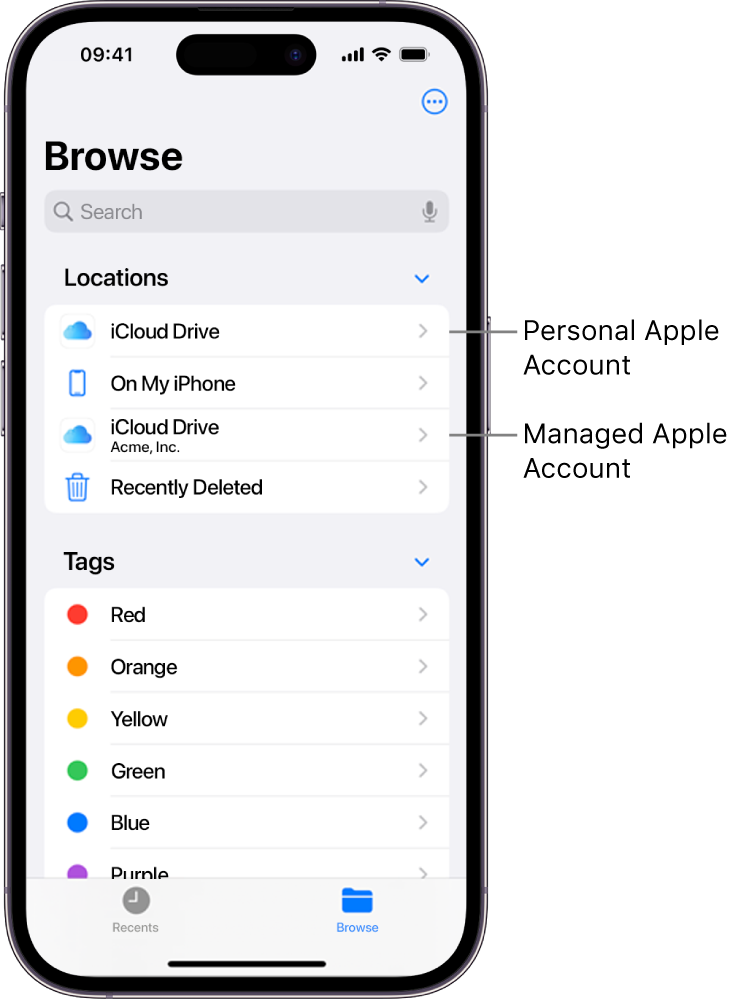 09:41
Browse
Search
Locations
iCloud Drive
Personal Apple
Account
On My iPhone
iCloud Drive
Acme, Inc.
Managed Apple
Account
Recently Deleted
Tags
Red
Orange
Yellow
Green
Blue
Purple
Recents
Browse